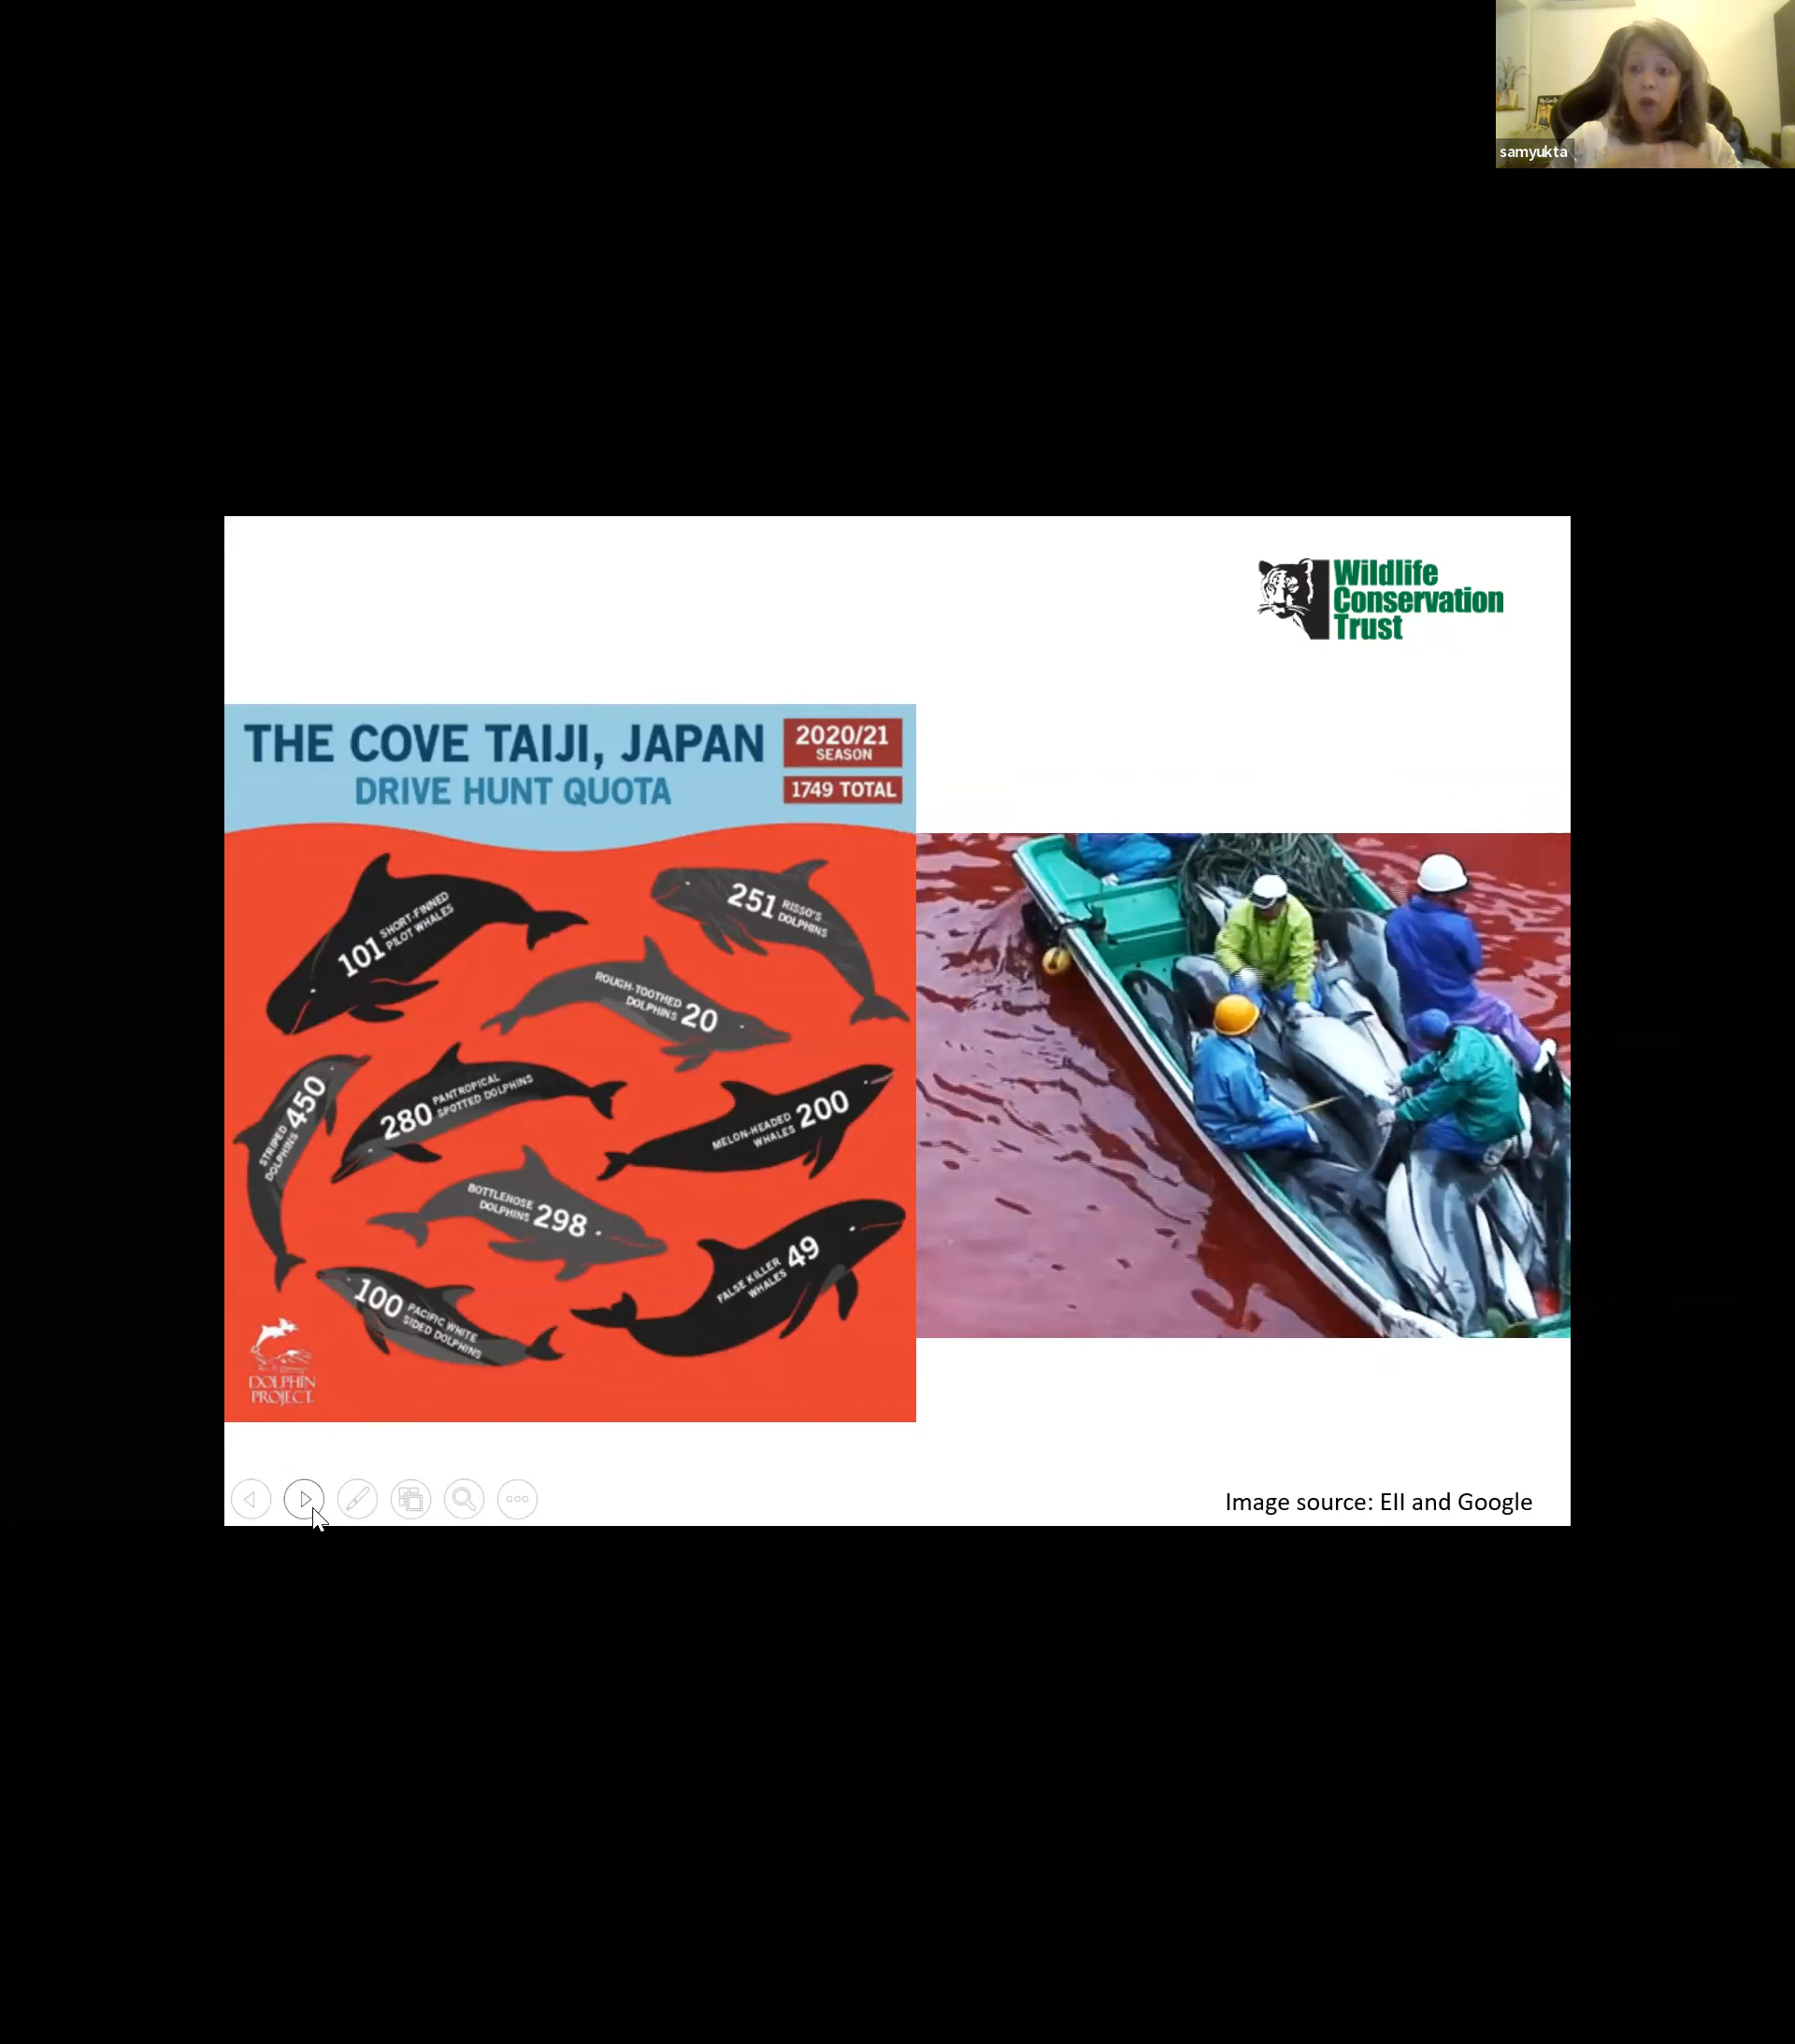 samyukta
Wildlife
Conservation
Trust
THE COVE TAIJI, JAPAN
DRIVE HUNT QUOTA
2020/21
SEASON
1749 TOTAL
101 SHORT-FINNED
PILOT WHALES
251 RISSO'S
DOLPHINS
ROUGH-TOOTHED
DOLPHINS 20
STRIPED
DOLPHINS 450
280 PANTROPICAL
SPOTTED DOLPHINS
MELON-HEADED
WHALES 200
BOTTLENOSE
DOLPHINS 298
FALSE KILLER
WHALES 49
100 PACIFIC WHITE
SIDED DOLPHINS
DOLPHIN
PROJECT
Image source: EII and Google